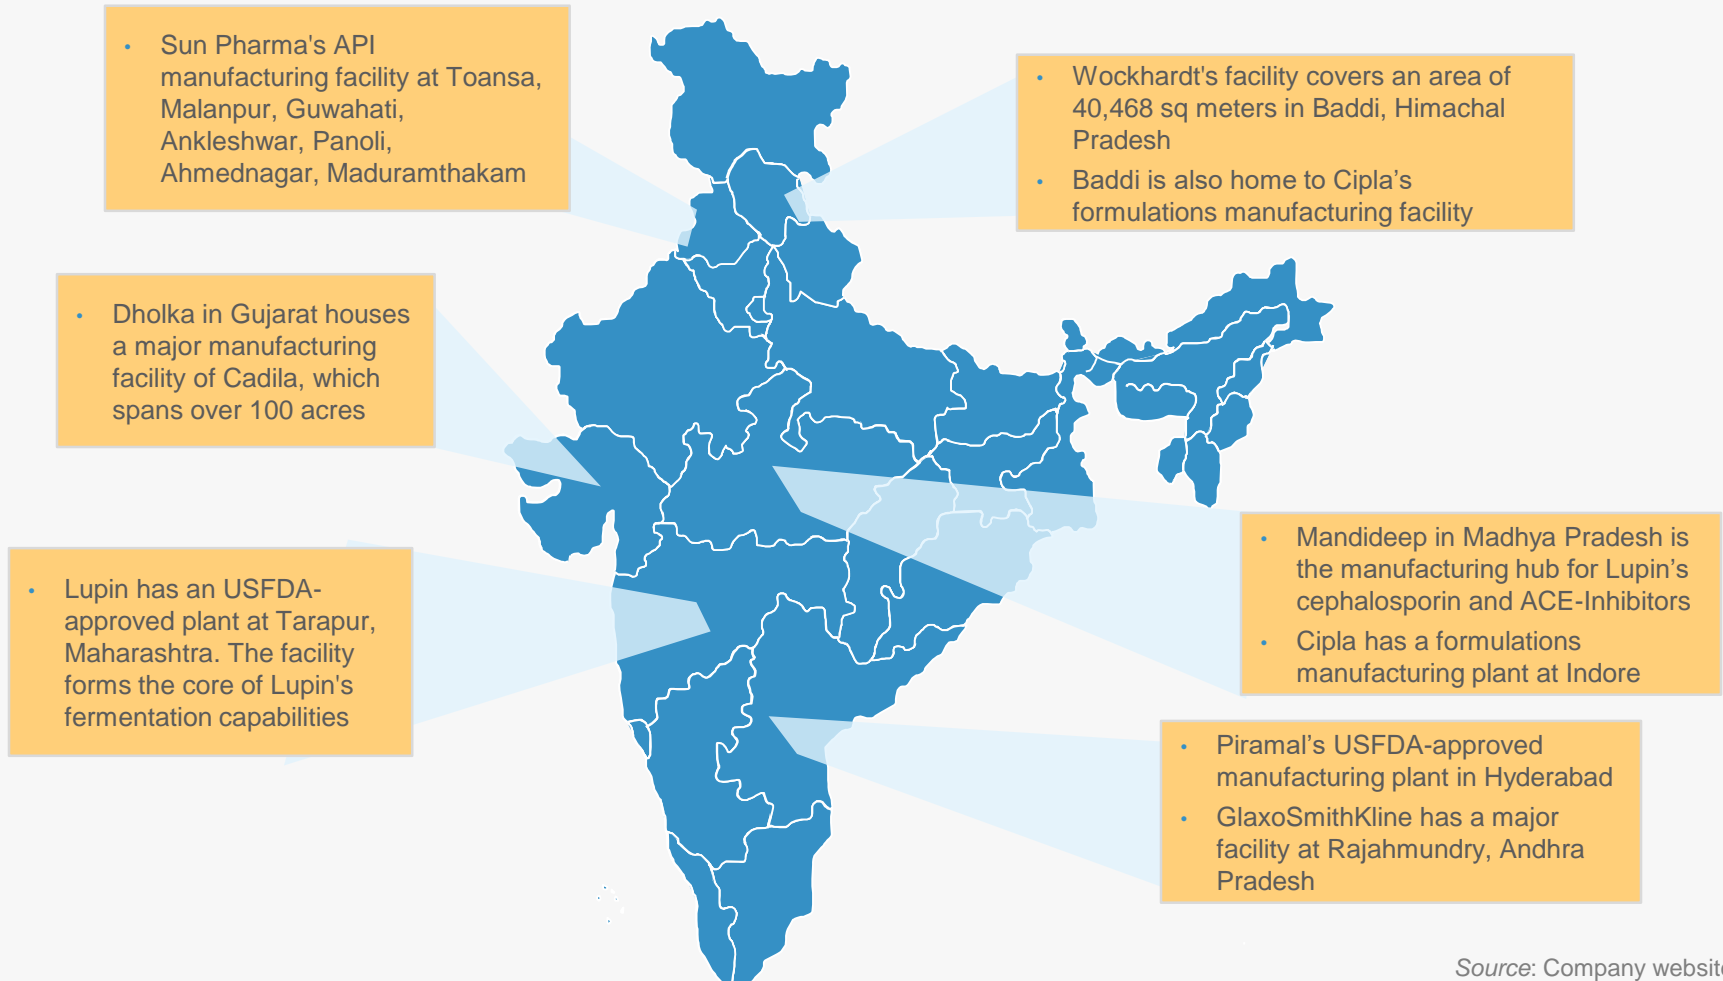 • Sun Pharma's API
manufacturing facility at Toansa,
Malanpur, Guwahati,
Ankleshwar, Panoli,
Ahmednagar, Maduramthakam
• Wockhardt's facility covers an area of
40,468 sq meters in Baddi, Himachal
Pradesh
• Baddi is also home to Cipla’s
formulations manufacturing facility
• Dholka in Gujarat houses
a major manufacturing
facility of Cadila, which
spans over 100 acres
• Lupin has an USFDA-
approved plant at Tarapur,
Maharashtra. The facility
forms the core of Lupin's
fermentation capabilities
• Mandideep in Madhya Pradesh is
the manufacturing hub for Lupin’s
cephalosporin and ACE-Inhibitors
• Cipla has a formulations
manufacturing plant at Indore
• Piramal’s USFDA-approved
manufacturing plant in Hyderabad
• GlaxoSmithKline has a major
facility at Rajahmundry, Andhra
Pradesh
Source: Company website